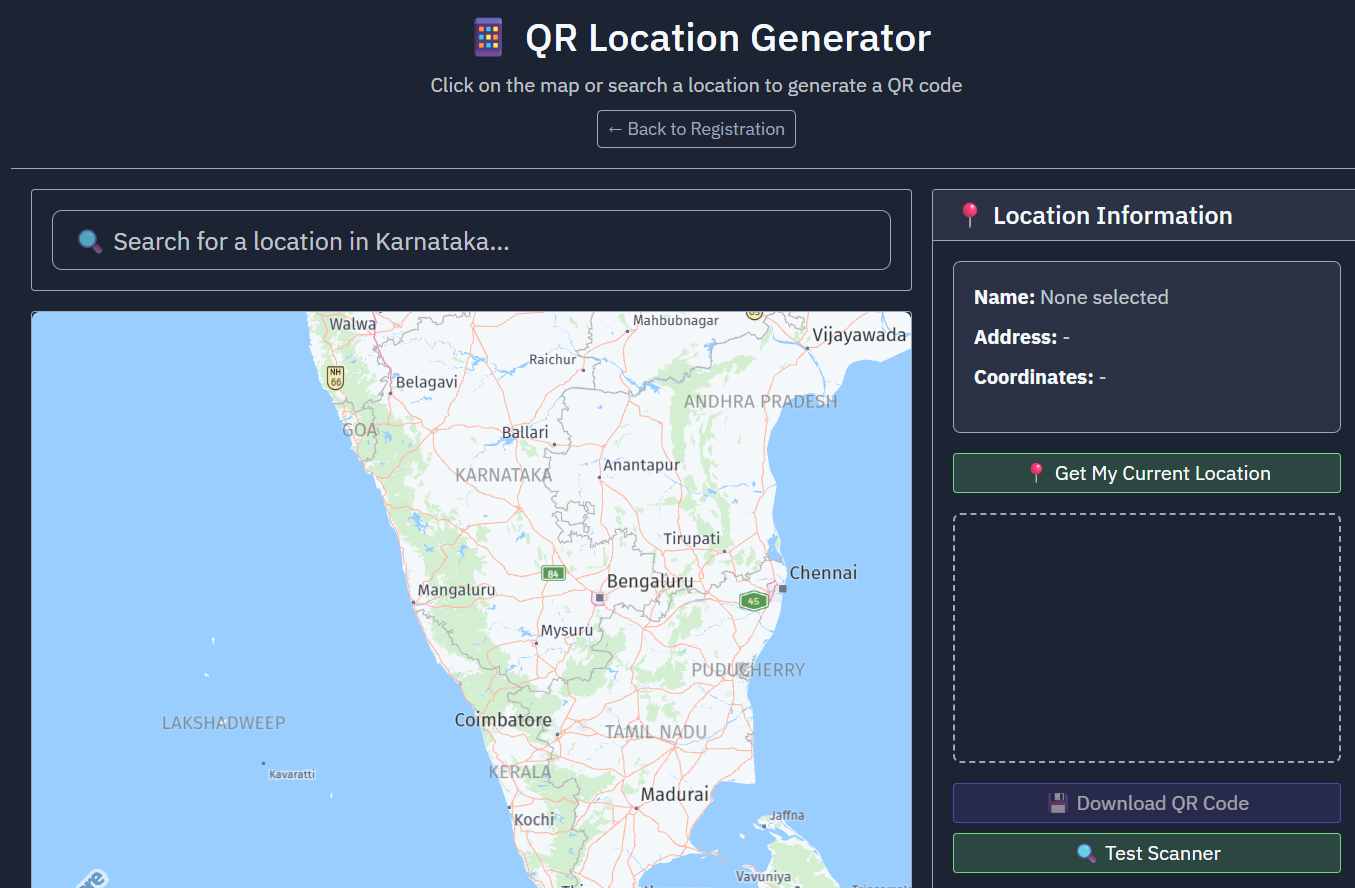 QR Location Generator
Click on the map or search a location to generate a QR code
← Back to Registration
🔍 Search for a location in Karnataka...
Walwa
Mahbubnagar
Vijayawada
Raichur
NH
66
Belagavi
ANDHRA PRADESH
GOA
Ballari
Anantapur
KARNATAKA
Tirupati
84
Bengaluru
Chennai
Mangaluru
45
Mysuru
PUDUCHERRY
LAKSHADWEEP
Coimbatore
TAMIL NADU
Kavaratti
KERALA
Madurai
Kochi
Jaffna
Vavuniya
📍 Location Information
Name: None selected
Address: -
Coordinates: -
📍 Get My Current Location
💾 Download QR Code
🔍 Test Scanner